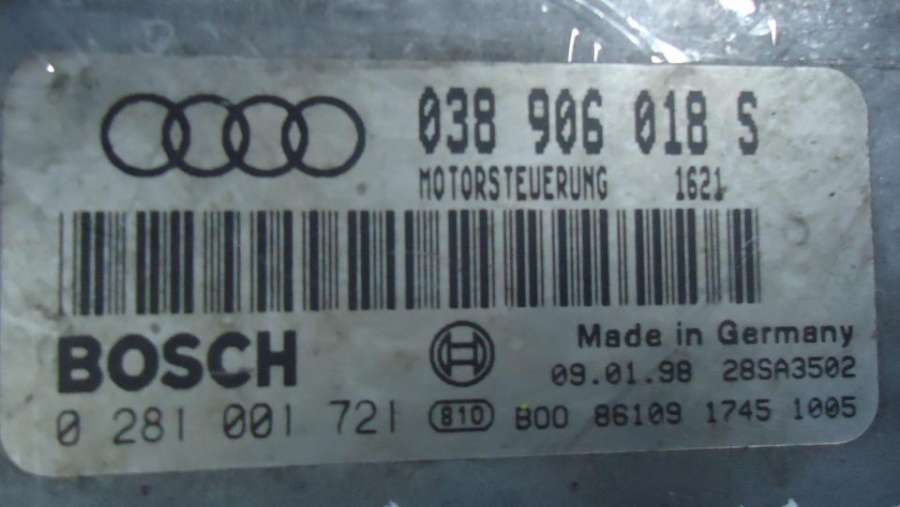 038 906 018 S
MOTORSTEUERUNG 1621
BOSCH
Made in Germany
09.01.98 28SA3502
0 281 001 721 810 B00 86109 1745 1005